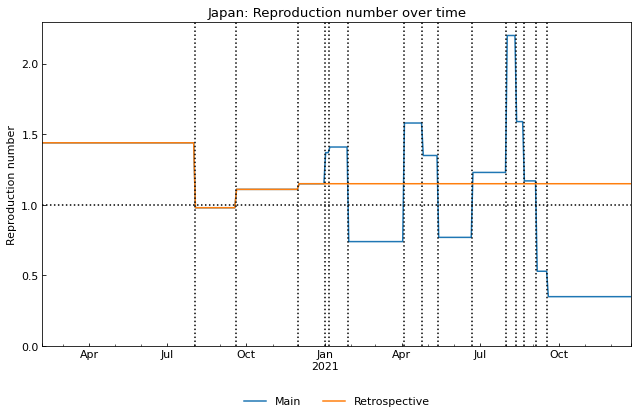 Japan: Reproduction number over time
Reproduction number
2.0
1.5
1.0
0.5
0.0
Apr
Jul
Oct
Jan
2021
Apr
Jul
Oct
Main
Retrospective